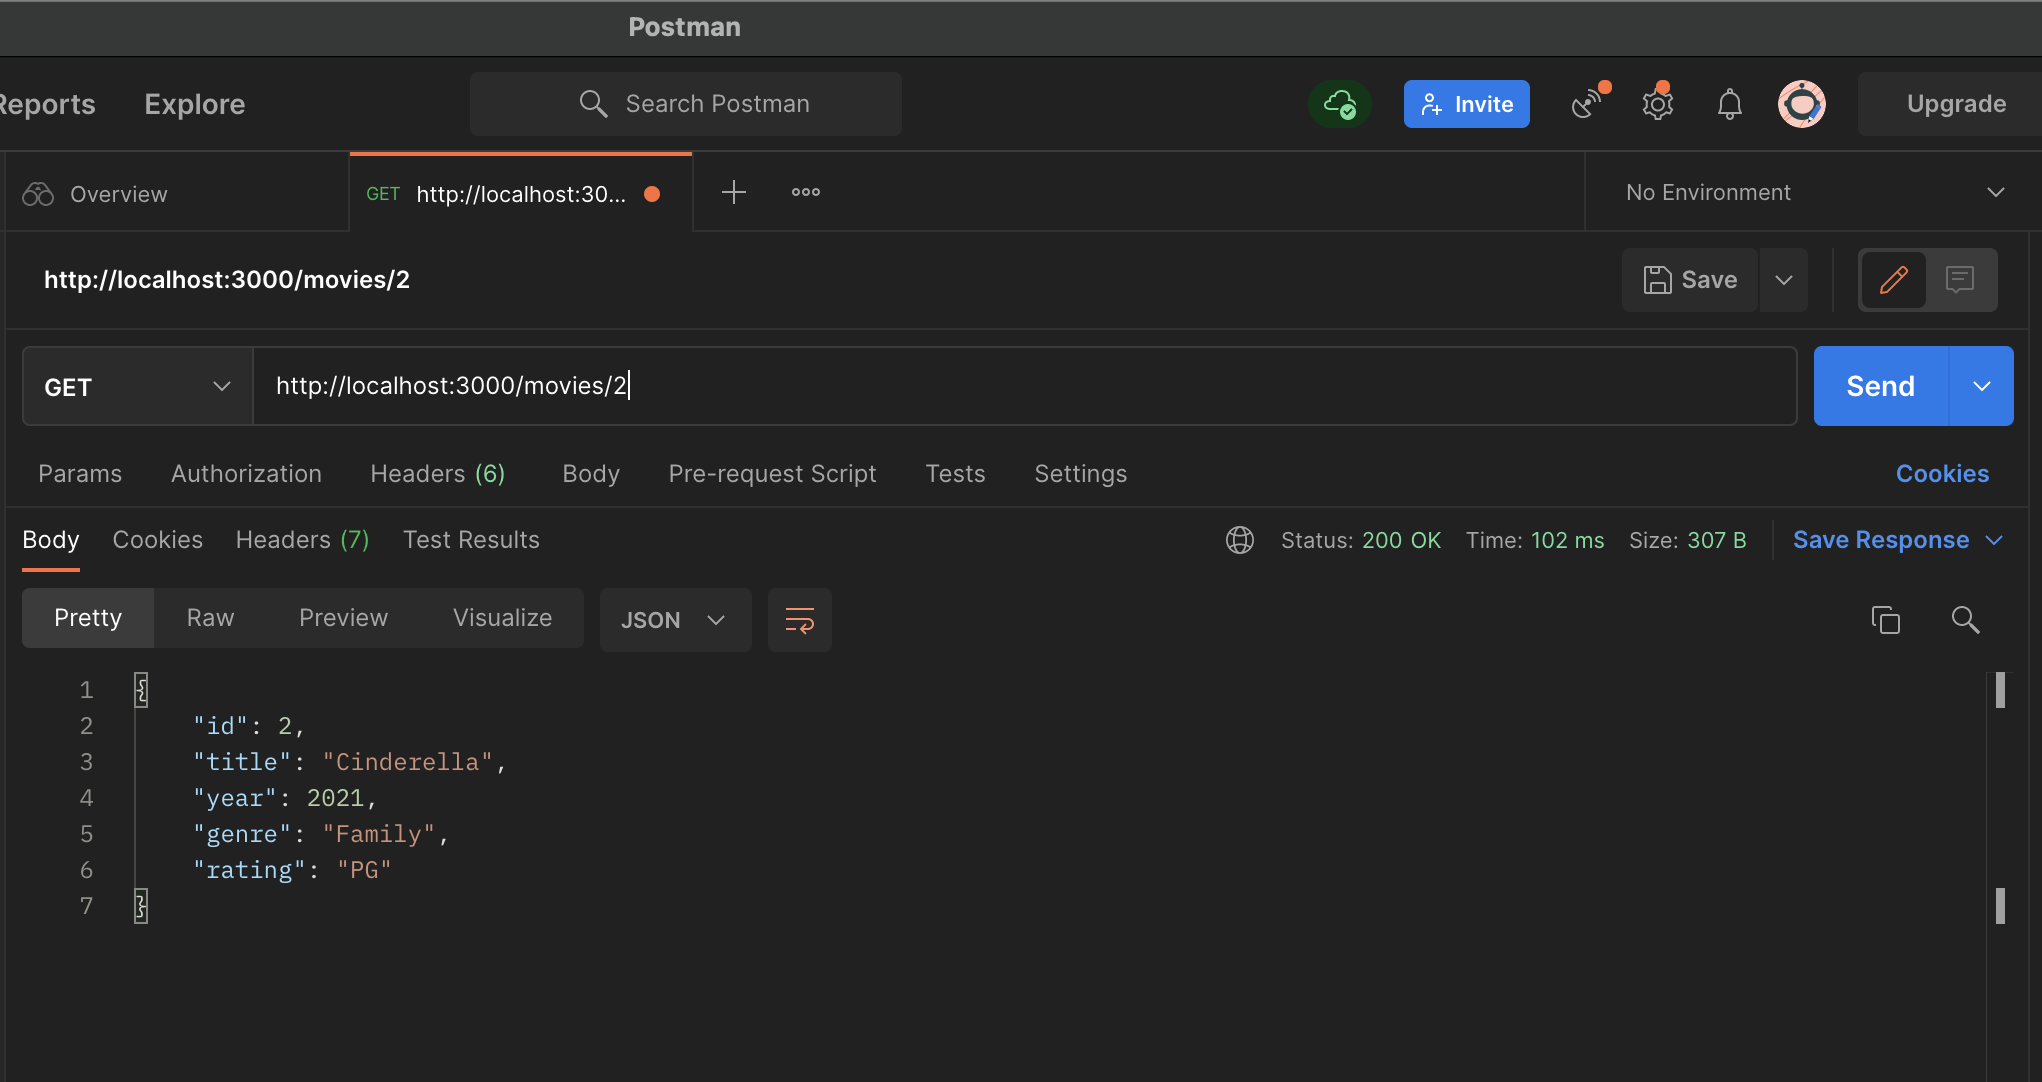 Postman
Reports Explore Search Postman Invite Upgrade
Overview GET http://localhost:30... No Environment
http://localhost:3000/movies/2 Save
GET http://localhost:3000/movies/2 Send
Params Authorization Headers (6) Body Pre-request Script Tests Settings Cookies
Body Cookies Headers (7) Test Results Status: 200 OK Time: 102 ms Size: 307 B Save Response
Pretty Raw Preview Visualize JSON
1 {
2 "id": 2,
3 "title": "Cinderella",
4 "year": 2021,
5 "genre": "Family",
6 "rating": "PG"
7 }